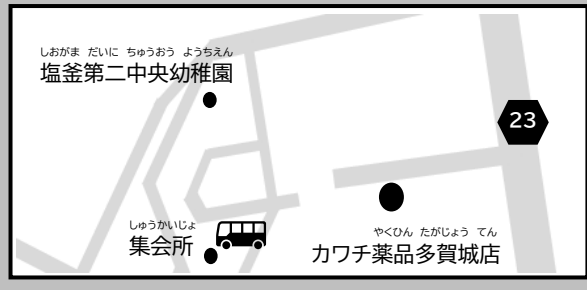 しおがま だいに ちゅうおう ようちえん
塩釜第二中央幼稚園
23
しゅうかいじょ
集会所
やくひん たがじょう てん
カワチ薬品多賀城店